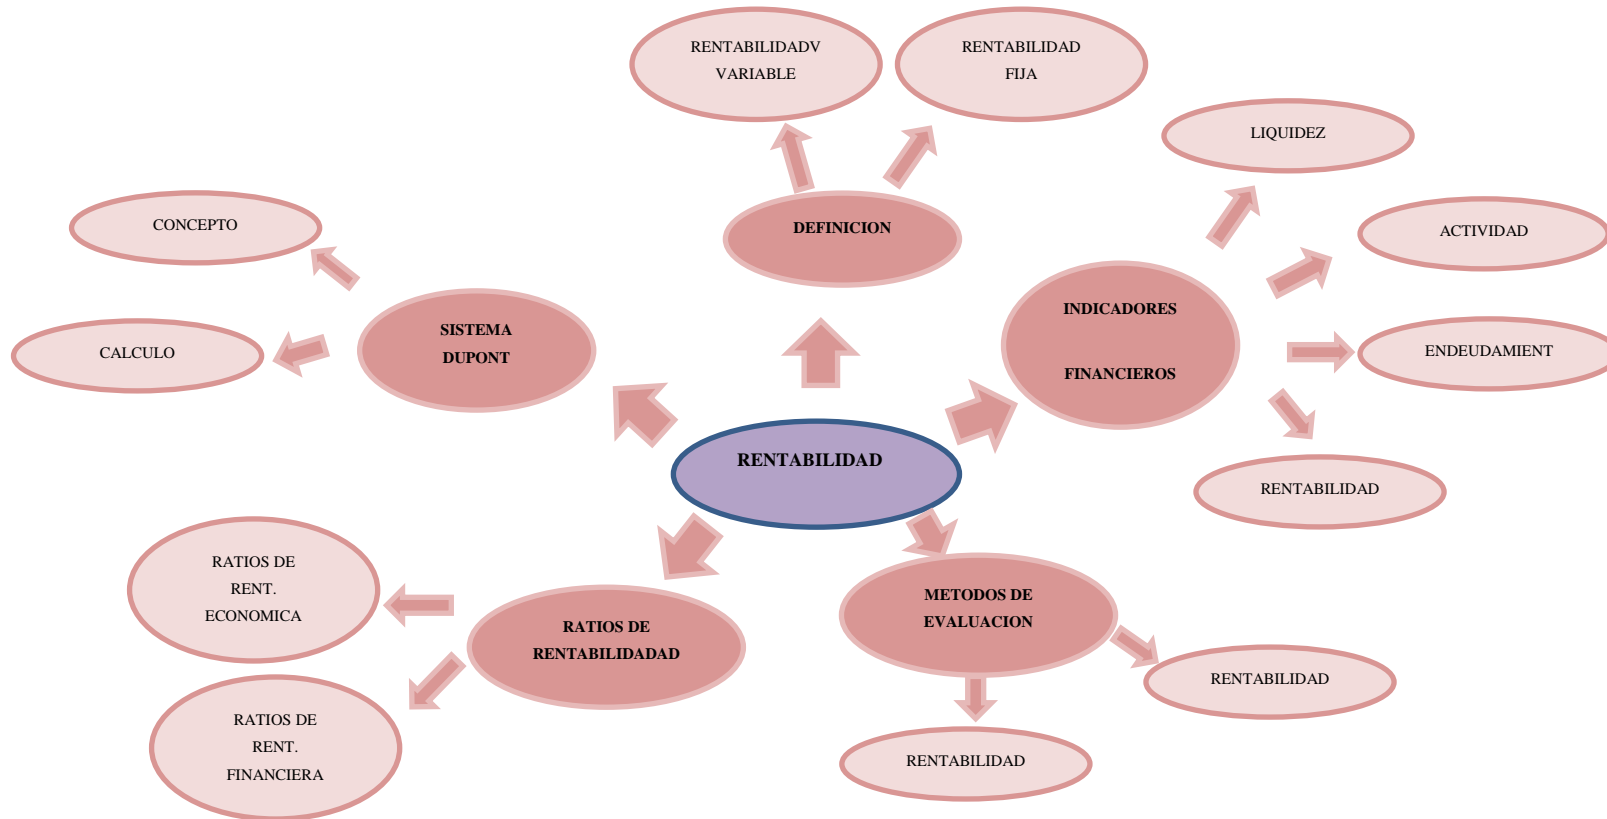 RENTABILIDADV
VARIABLE
RENTABILIDAD
FIJA
LIQUIDEZ
CONCEPTO
DEFINICION
ACTIVIDAD
INDICADORES
FINANCIEROS
SISTEMA
DUPONT
CALCULO
ENDEUDAMIENT
RENTABILIDAD
RENTABILIDAD
RATIOS DE
RENT.
ECONOMICA
METODOS DE
EVALUACION
RATIOS DE
RENTABILIDADAD
RENTABILIDAD
RATIOS DE
RENT.
FINANCIERA
RENTABILIDAD